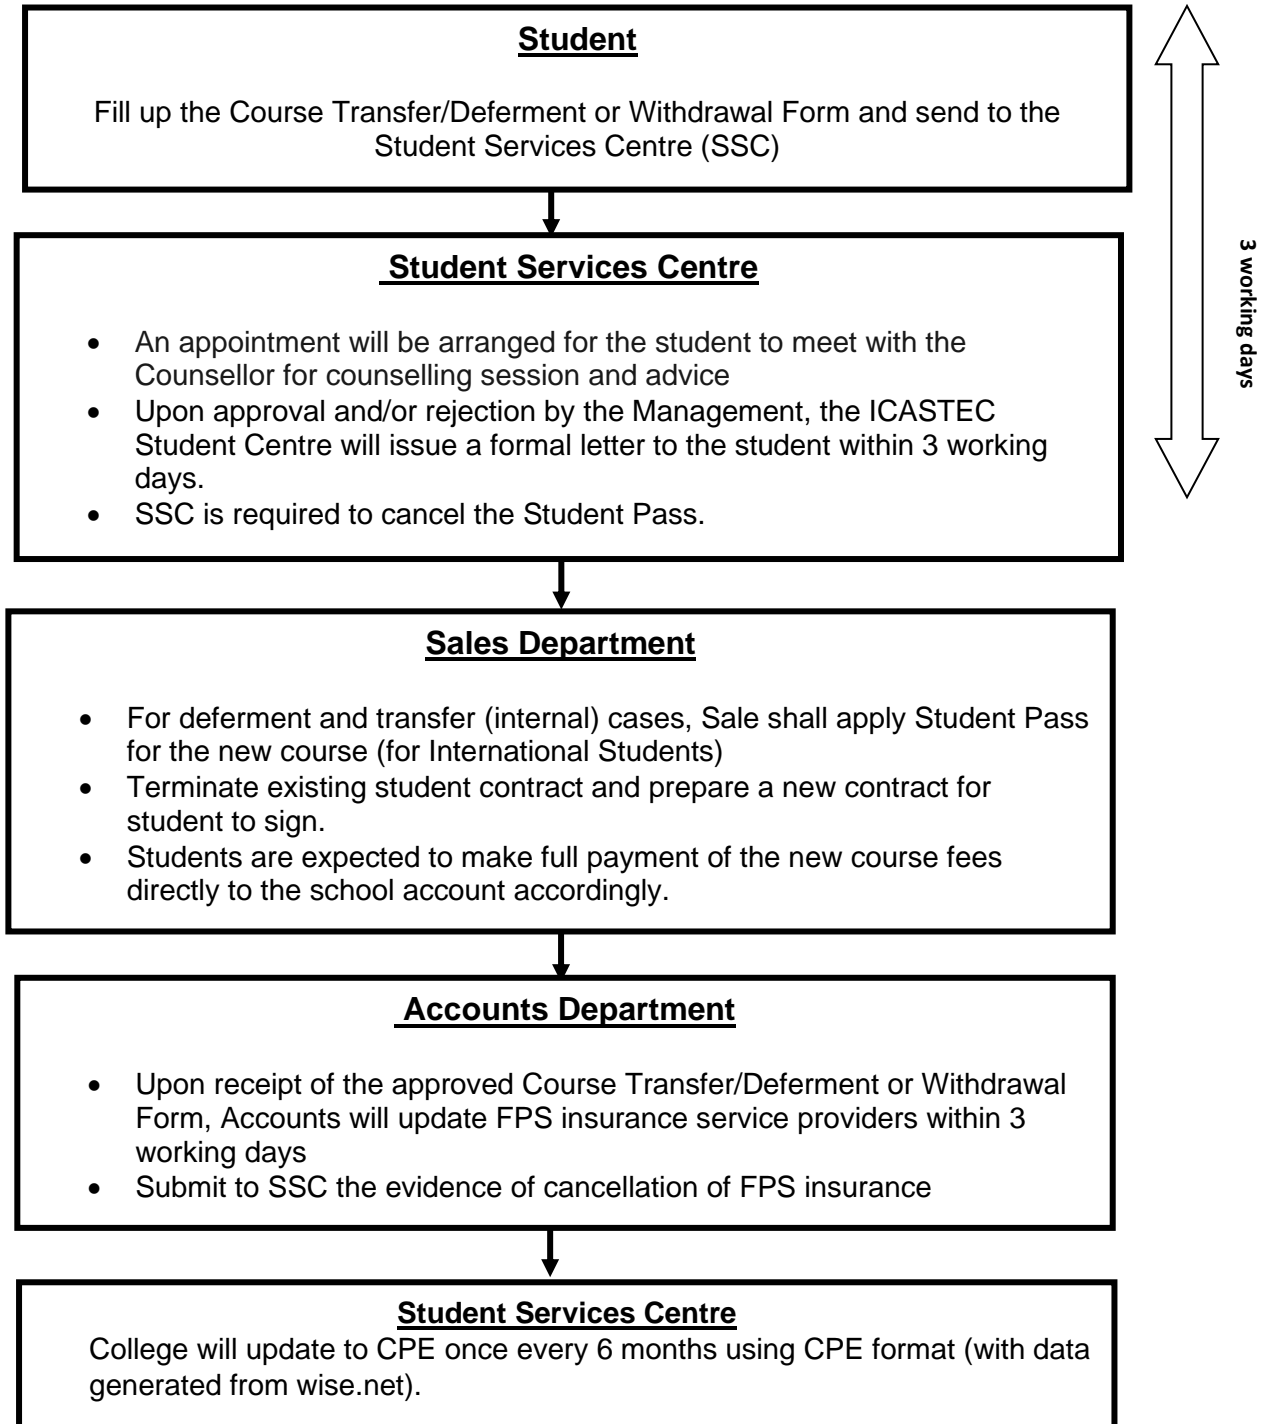 Student
Fill up the Course Transfer/Deferment or Withdrawal Form and send to the
Student Services Centre (SSC)
3 working days
Student Services Centre
• An appointment will be arranged for the student to meet with the
Counsellor for counselling session and advice
• Upon approval and/or rejection by the Management, the ICASTEC
Student Centre will issue a formal letter to the student within 3 working
days.
• SSC is required to cancel the Student Pass.
Sales Department
• For deferment and transfer (internal) cases, Sale shall apply Student Pass
for the new course (for International Students)
• Terminate existing student contract and prepare a new contract for
student to sign.
• Students are expected to make full payment of the new course fees
directly to the school account accordingly.
Accounts Department
• Upon receipt of the approved Course Transfer/Deferment or Withdrawal
Form, Accounts will update FPS insurance service providers within 3
working days
• Submit to SSC the evidence of cancellation of FPS insurance
Student Services Centre
College will update to CPE once every 6 months using CPE format (with data
generated from wise.net).